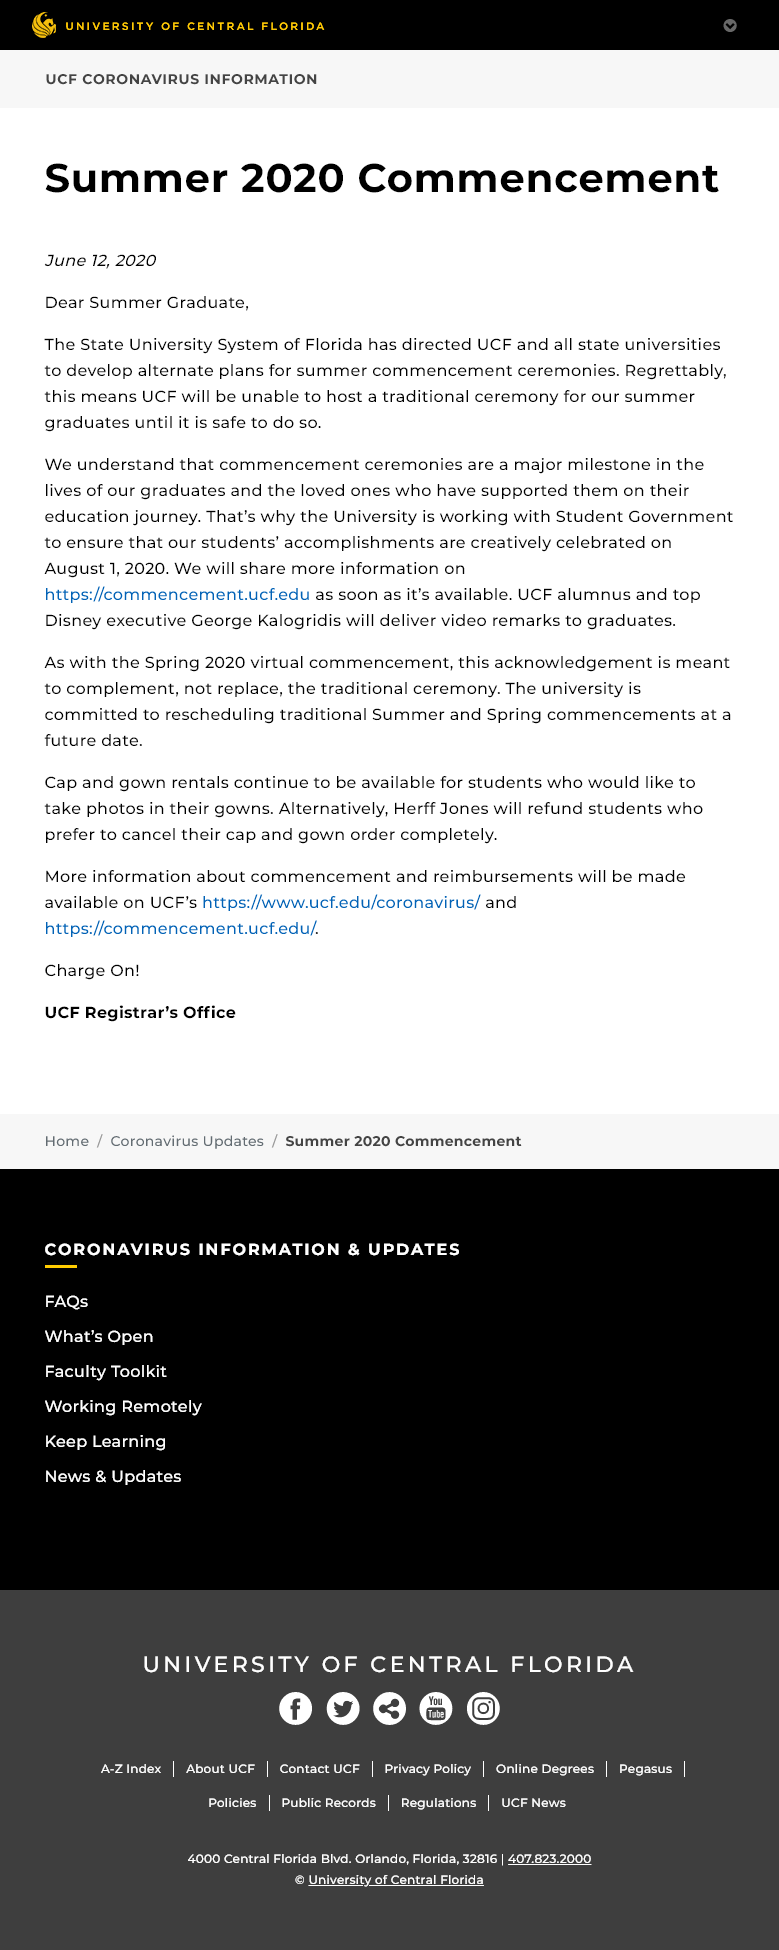 UNIVERSITY OF CENTRAL FLORIDA
UCF CORONAVIRUS INFORMATION
Summer 2020 Commencement
June 12, 2020
Dear Summer Graduate,
The State University System of Florida has directed UCF and all state universities
to develop alternate plans for summer commencement ceremonies. Regrettably,
this means UCF will be unable to host a traditional ceremony for our summer
graduates until it is safe to do so.
We understand that commencement ceremonies are a major milestone in the
lives of our graduates and the loved ones who have supported them on their
education journey. That’s why the University is working with Student Government
to ensure that our students’ accomplishments are creatively celebrated on
August 1, 2020. We will share more information on
https://commencement.ucf.edu as soon as it’s available. UCF alumnus and top
Disney executive George Kalogridis will deliver video remarks to graduates.
As with the Spring 2020 virtual commencement, this acknowledgement is meant
to complement, not replace, the traditional ceremony. The university is
committed to rescheduling traditional Summer and Spring commencements at a
future date.
Cap and gown rentals continue to be available for students who would like to
take photos in their gowns. Alternatively, Herff Jones will refund students who
prefer to cancel their cap and gown order completely.
More information about commencement and reimbursements will be made
available on UCF’s https://www.ucf.edu/coronavirus/ and
https://commencement.ucf.edu/.
Charge On!
UCF Registrar’s Office
Home / Coronavirus Updates / Summer 2020 Commencement
CORONAVIRUS INFORMATION & UPDATES
FAQs
What’s Open
Faculty Toolkit
Working Remotely
Keep Learning
News & Updates
UNIVERSITY OF CENTRAL FLORIDA
You Tube
A-Z Index | About UCF | Contact UCF | Privacy Policy | Online Degrees | Pegasus |
Policies | Public Records | Regulations | UCF News
4000 Central Florida Blvd. Orlando, Florida, 32816 | 407.823.2000
© University of Central Florida